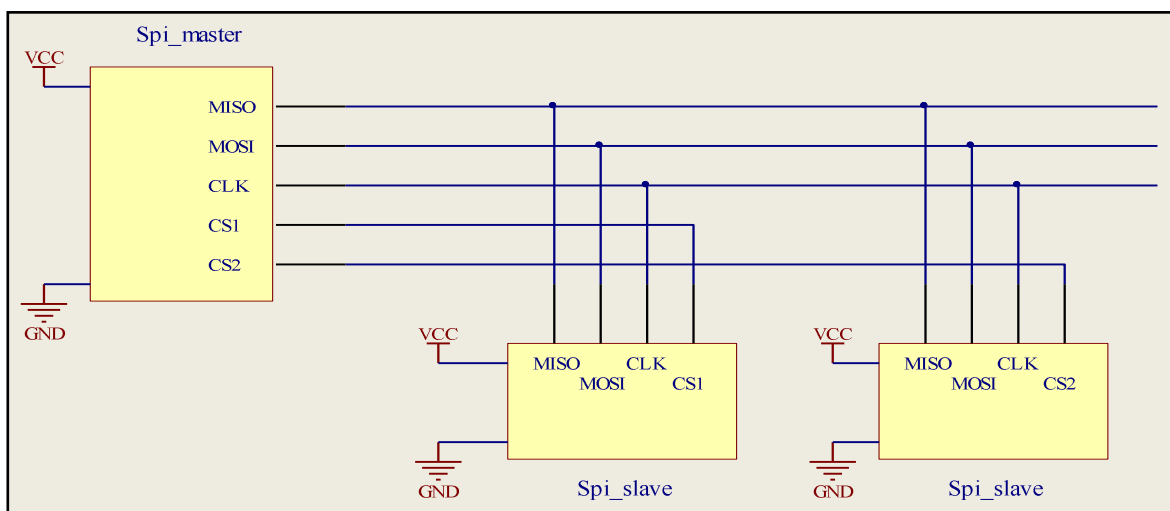 Spi_master
VCC
MISO
MOSI
CLK
CS1
CS2
GND
VCC
MISO CLK
MOSI CS1
GND
Spi_slave
VCC
MISO CLK
MOSI CS2
GND
Spi_slave